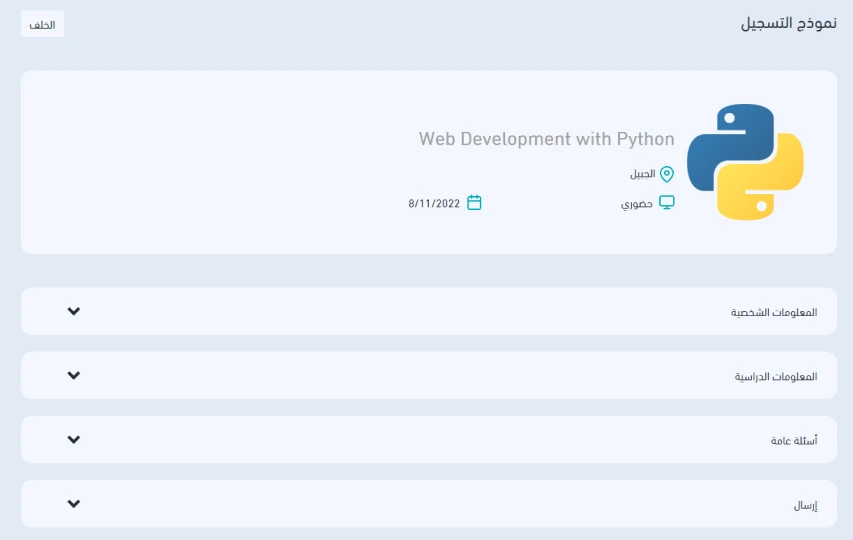 نموذج التسجيل
الخلف
Web Development with Python
الجبيل
حضوري
8/11/2022
المعلومات الشخصية
المعلومات الدراسية
أسئلة عامة
إرسال